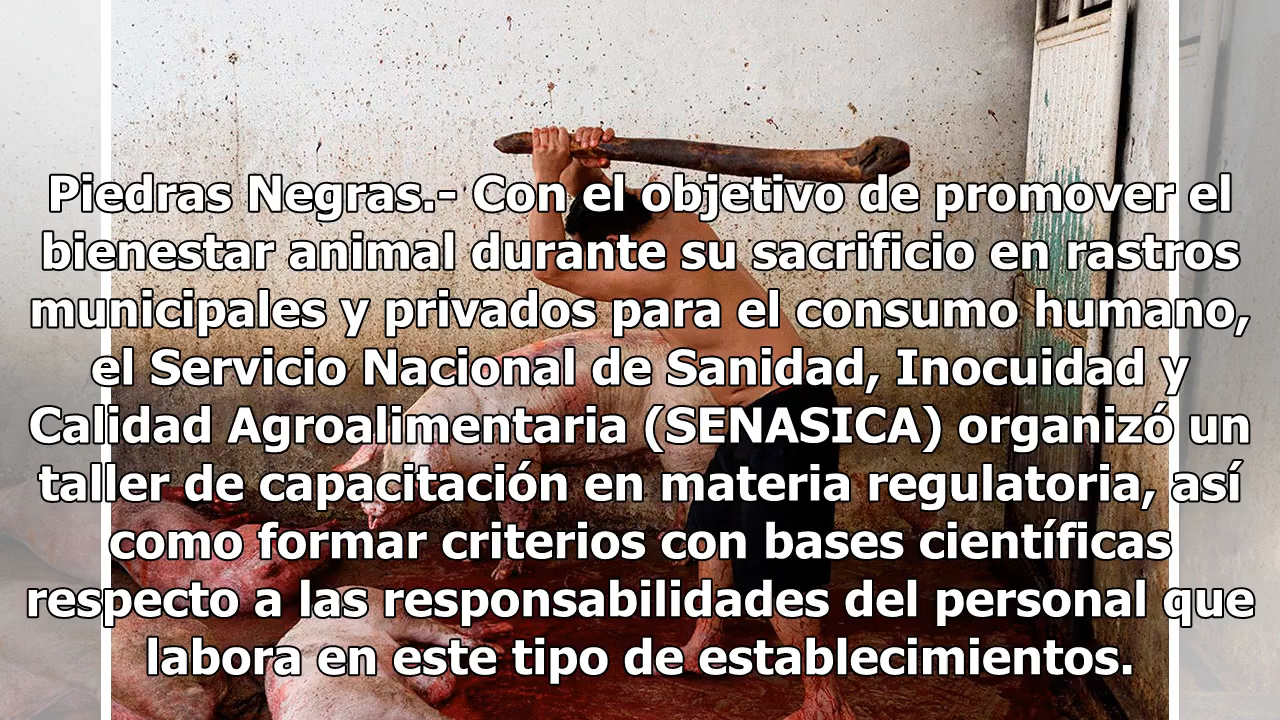 Piedras Negras.- Con el objetivo de promover el
bienestar animal durante su sacrificio en rastros
municipales y privados para el consumo humano,
el Servicio Nacional de Sanidad, Inocuidad y
Calidad Agroalimentaria (SENASICA) organizó un
taller de capacitación en materia regulatoria, así
como formar criterios con bases científicas
respecto a las responsabilidades del personal que
labora en este tipo de establecimientos.